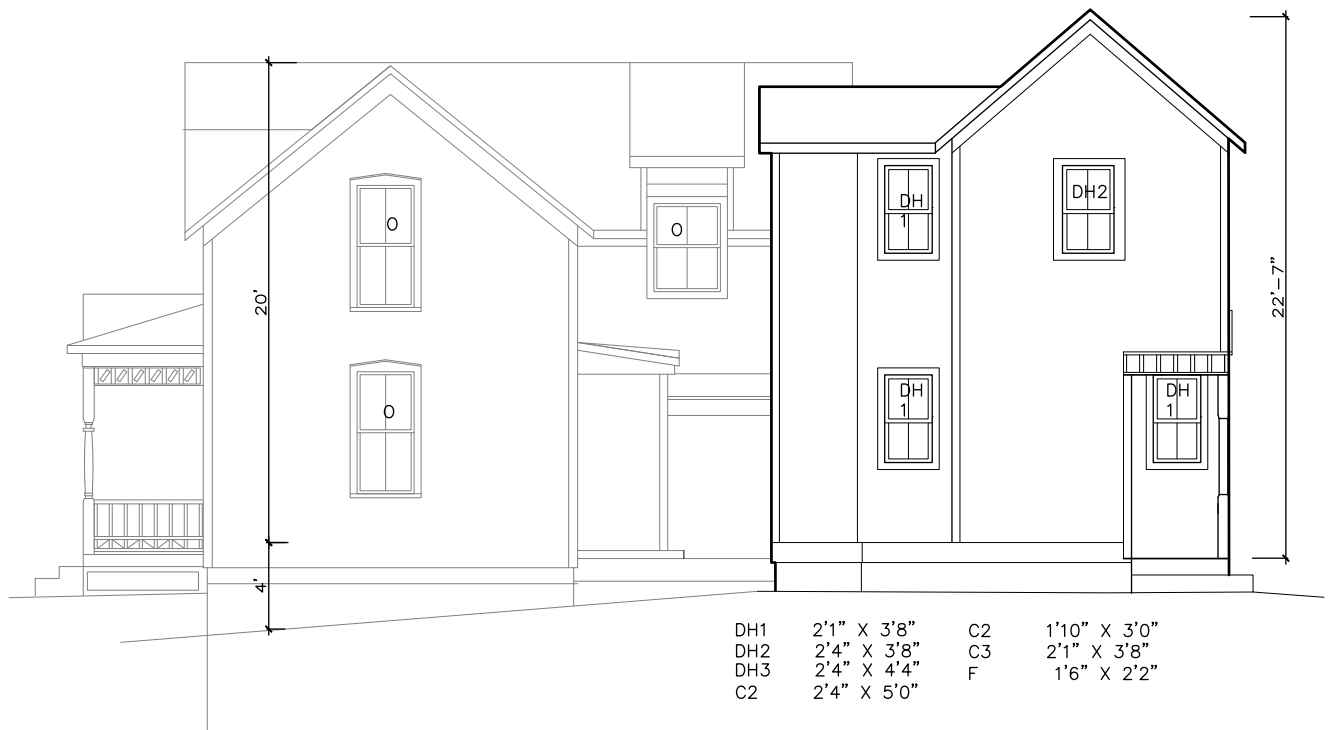 DH
1
DH2
O
O
20'
22'-7"
DH
1
DH
1
O
4'
DH1 2'1" X 3'8"
DH2 2'4" X 3'8"
DH3 2'4" X 4'4"
C2 2'4" X 5'0"
C2 1'10" X 3'0"
C3 2'1" X 3'8"
F 1'6" X 2'2"